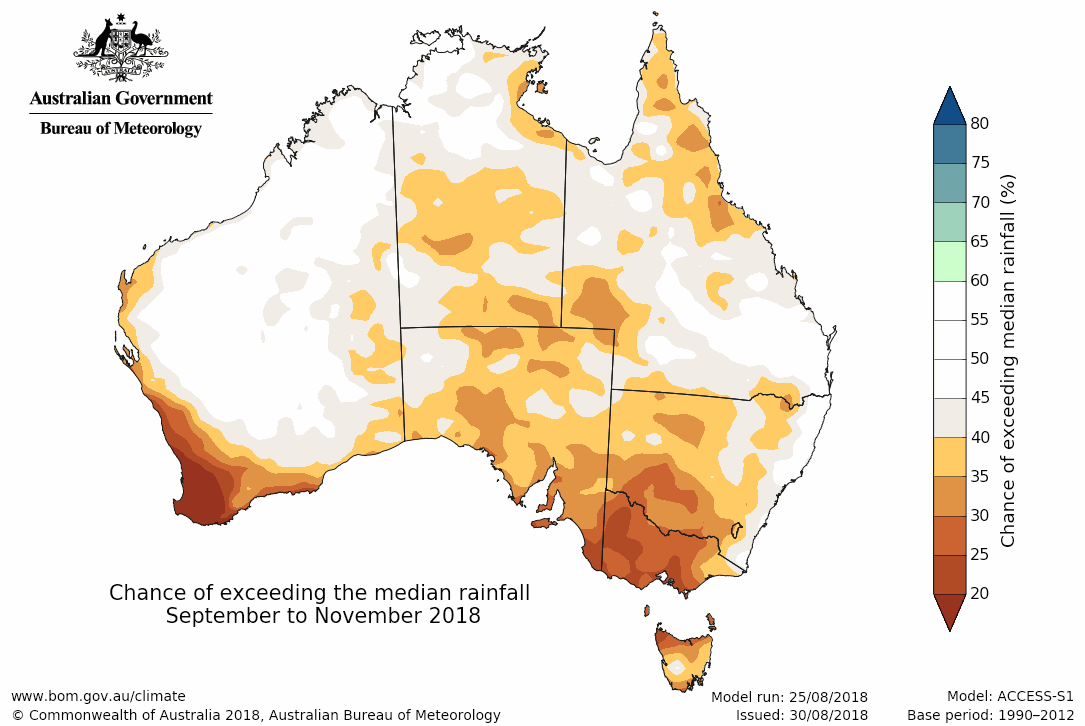 AUSTRALIA
Australian Government
Bureau of Meteorology
80
75
70
65
60
55
50
45
40
35
30
25
20
Chance of exceeding median rainfall (%)
Chance of exceeding the median rainfall
September to November 2018
www.bom.gov.au/climate
© Commonwealth of Australia 2018, Australian Bureau of Meteorology
Model run: 25/08/2018
Issued: 30/08/2018
Model: ACCESS-S1
Base period: 1990–2012